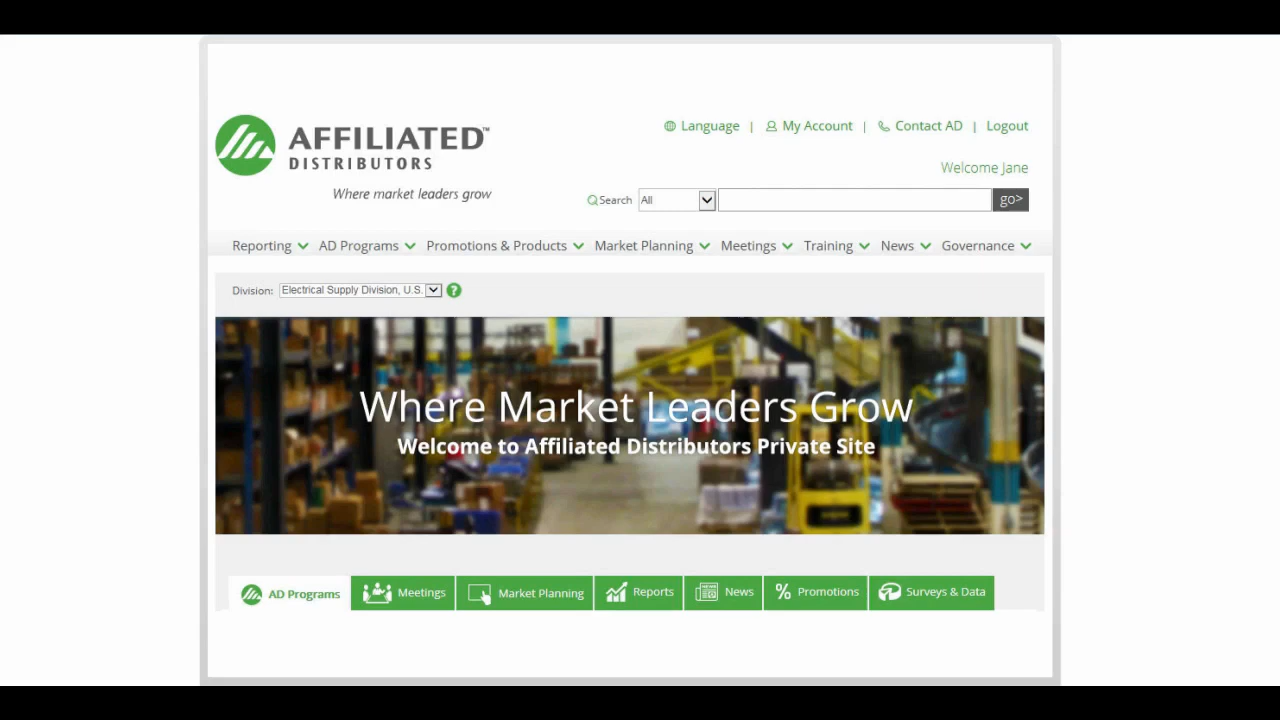 Language | My Account | Contact AD | Logout
AFFILIATED™
DISTRIBUTORS
Where market leaders grow
Welcome Jane
Search All go>
Reporting AD Programs Promotions & Products Market Planning Meetings Training News Governance
Division: Electrical Supply Division, U.S. ?
Where Market Leaders Grow
Welcome to Affiliated Distributors Private Site
AD Programs Meetings Market Planning Reports News % Promotions Surveys & Data